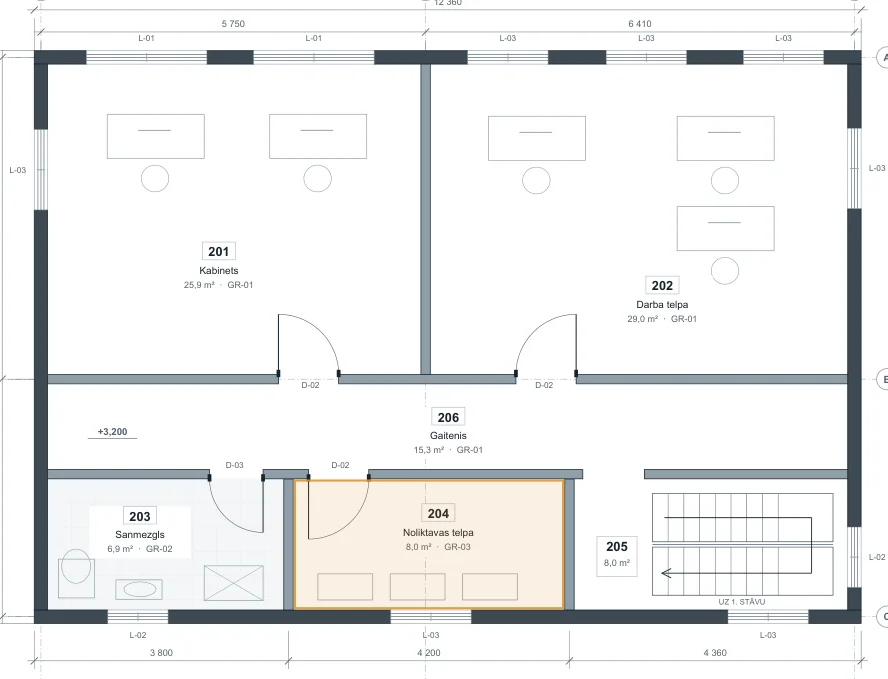 12 360
5 750
6 410
L-01
L-01
L-03
L-03
L-03
A
L-03
L-03
201
Kabinets
25,9 m² · GR-01
202
Darba telpa
29,0 m² · GR-01
D-02
D-02
206
Gaitenis
15,3 m² · GR-01
+3,200
D-03
D-02
203
Sanmezgls
6,9 m² · GR-02
204
Noliktavas telpa
8,0 m² · GR-03
205
8,0 m²
L-02
UZ 1. STĀVU
L-02
L-03
L-03
3 800
4 200
4 360